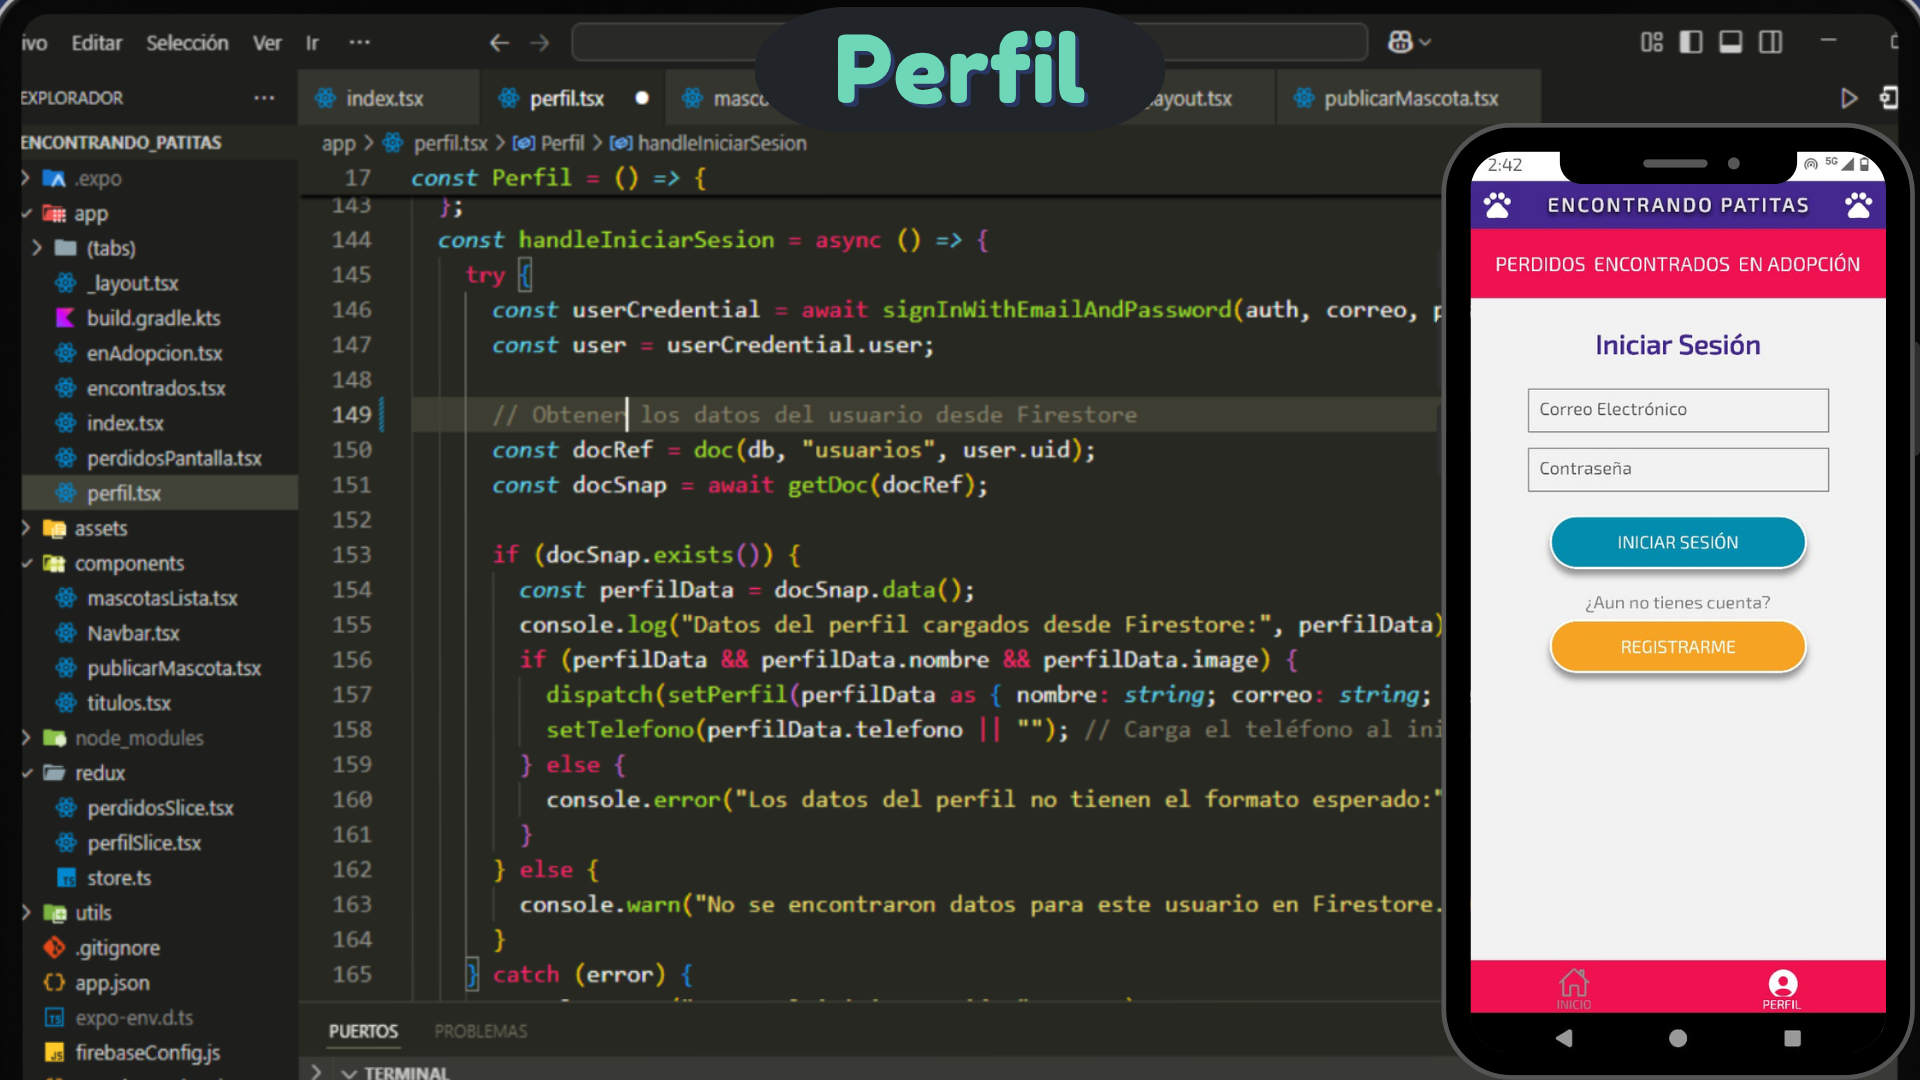 Perfil
ivo Editar Selección Ver Ir ···
EXPLORADOR ···
index.tsx perfil.tsx publicarMascota.tsx
ENCONTRANDO_PATITAS
app > perfil.tsx > Perfil > handleIniciarSesion
.expo
app
(tabs)
_layout.tsx
build.gradle.kts
enAdopcion.tsx
encontrados.tsx
index.tsx
perdidosPantalla.tsx
perfil.tsx
assets
components
mascotasLista.tsx
Navbar.tsx
publicarMascota.tsx
titulos.tsx
node_modules
redux
perdidosSlice.tsx
perfilSlice.tsx
store.ts
utils
.gitignore
app.json
expo-env.d.ts
firebaseConfig.js
17 const Perfil = () => {
143 };
144 const handleIniciarSesion = async () => {
145 try {
146 const userCredential = await signInWithEmailAndPassword(auth, correo, p
147 const user = userCredential.user;
148
149 // Obtener los datos del usuario desde Firestore
150 const docRef = doc(db, "usuarios", user.uid);
151 const docSnap = await getDoc(docRef);
152
153 if (docSnap.exists()) {
154 const perfilData = docSnap.data();
155 console.log("Datos del perfil cargados desde Firestore:", perfilData)
156 if (perfilData && perfilData.nombre && perfilData.image) {
157 dispatch(setPerfil(perfilData as { nombre: string; correo: string;
158 setTelefono(perfilData.telefono || ""); // Carga el teléfono al ini
159 } else {
160 console.error("Los datos del perfil no tienen el formato esperado:"
161 }
162 } else {
163 console.warn("No se encontraron datos para este usuario en Firestore.
164 }
165 } catch (error) {
PUERTOS PROBLEMAS
TERMINAL
2:42 5G
ENCONTRANDO PATITAS
PERDIDOS ENCONTRADOS EN ADOPCIÓN
Iniciar Sesión
Correo Electrónico
Contraseña
INICIAR SESIÓN
¿Aun no tienes cuenta?
REGISTRARME
INICIO PERFIL